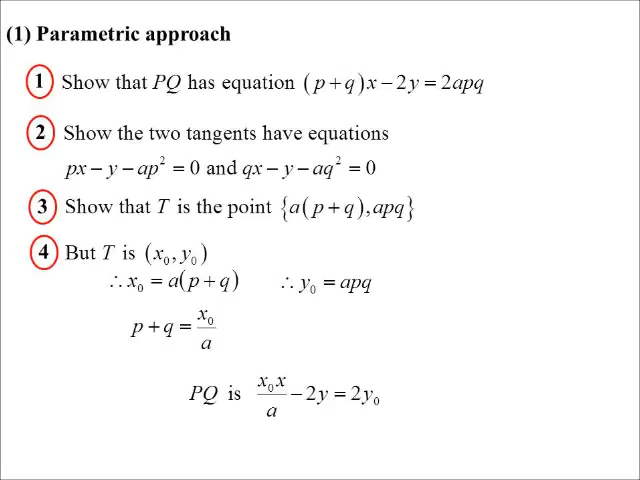 (1) Parametric approach
1 Show that PQ has equation (p + q)x − 2y = 2apq
2 Show the two tangents have equations
px − y − ap² = 0 and qx − y − aq² = 0
3 Show that T is the point {a(p + q), apq}
4 But T is (x₀, y₀)
∴ x₀ = a(p + q) ∴ y₀ = apq
p + q = x₀/a
PQ is x₀x/a − 2y = 2y₀